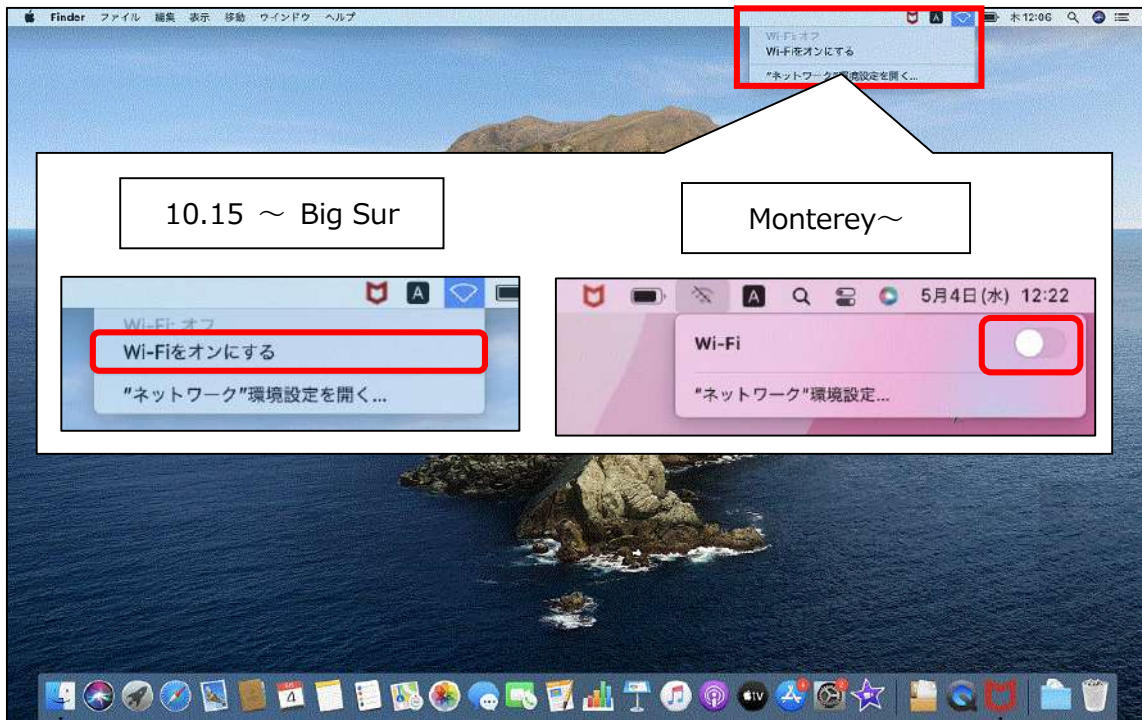 Finder ファイル 編集 表示 移動 ウインドウ ヘルプ
A 木12:06
Wi-Fi: オフ
Wi-Fiをオンにする
"ネットワーク"環境設定を開く...
10.15 ～ Big Sur
Monterey～
A
Wi-Fi: オフ
Wi-Fiをオンにする
"ネットワーク"環境設定を開く...
A 5月4日(水) 12:22
Wi-Fi
"ネットワーク"環境設定...
4
tv